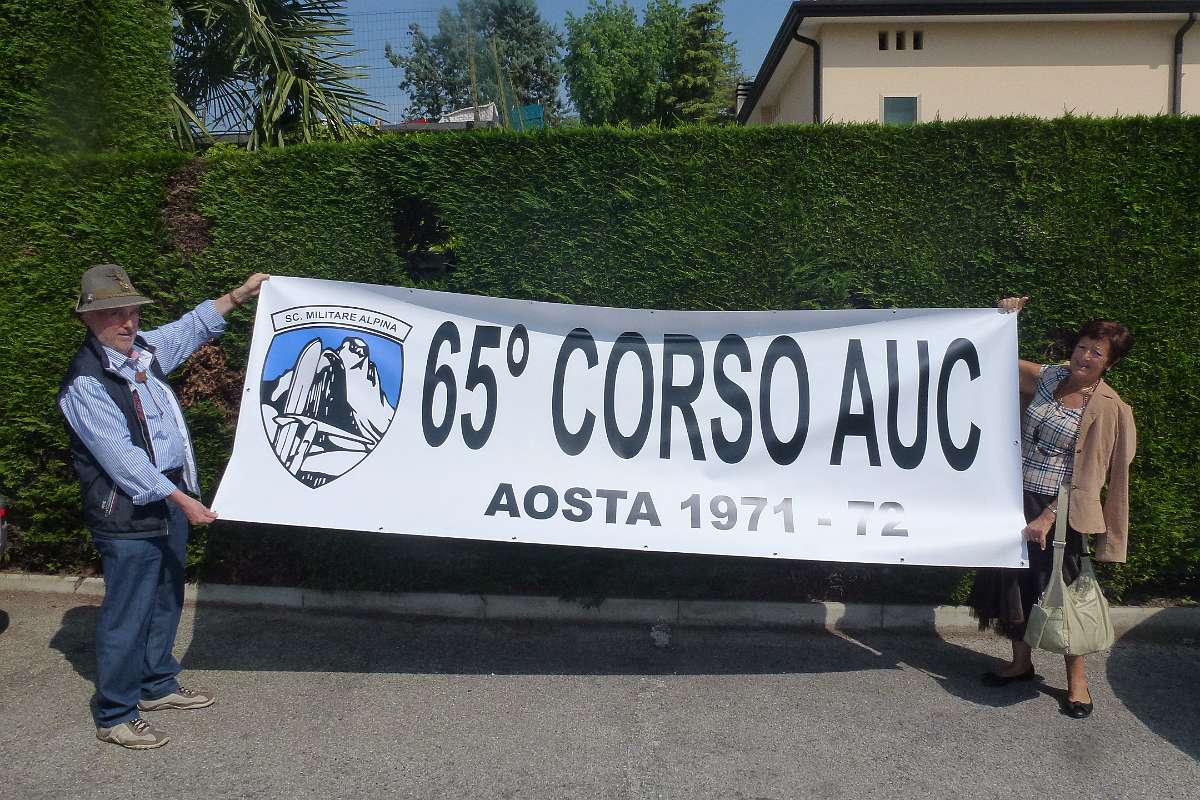 SC. MILITARE ALPINA
65° CORSO AUC
AOSTA 1971 - 72